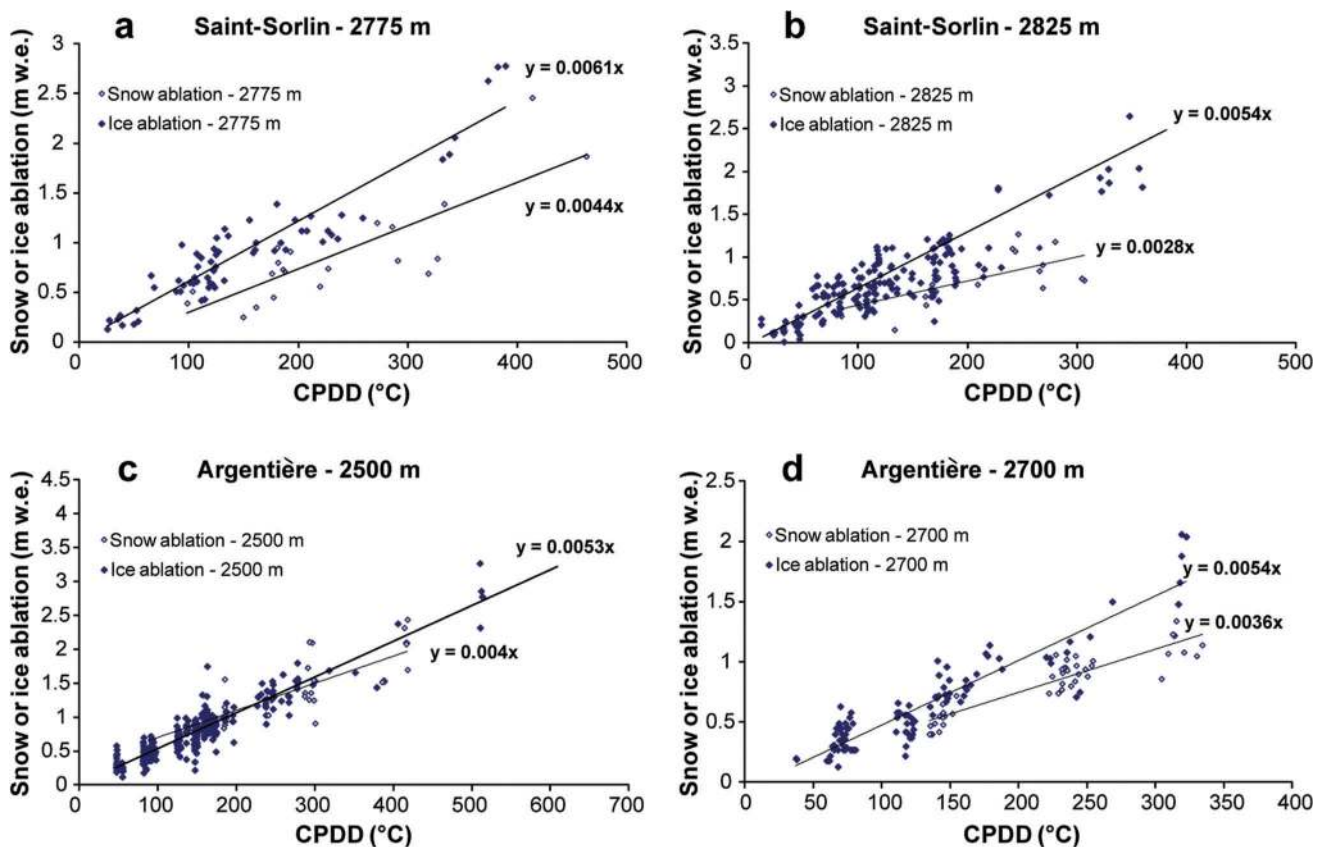 a Saint-Sorlin - 2775 m
Snow or ice ablation (m w.e.)
3
2.5
2
1.5
1
0.5
0
Snow ablation - 2775 m
Ice ablation - 2775 m
y = 0.0061x
y = 0.0044x
0 100 200 300 400 500
CPDD (°C)
b Saint-Sorlin - 2825 m
Snow or ice ablation (m w.e.)
3.5
3
2.5
2
1.5
1
0.5
0
Snow ablation - 2825 m
Ice ablation - 2825 m
y = 0.0054x
y = 0.0028x
0 100 200 300 400 500
CPDD (°C)
c Argentière - 2500 m
Snow or ice ablation (m w.e.)
4.5
4
3.5
3
2.5
2
1.5
1
0.5
0
Snow ablation - 2500 m
Ice ablation - 2500 m
y = 0.0053x
y = 0.004x
0 100 200 300 400 500 600 700
CPDD (°C)
d Argentière - 2700 m
Snow or ice ablation (m w.e.)
2.5
2
1.5
1
0.5
0
Snow ablation - 2700 m
Ice ablation - 2700 m
y = 0.0054x
y = 0.0036x
0 50 100 150 200 250 300 350 400
CPDD (°C)